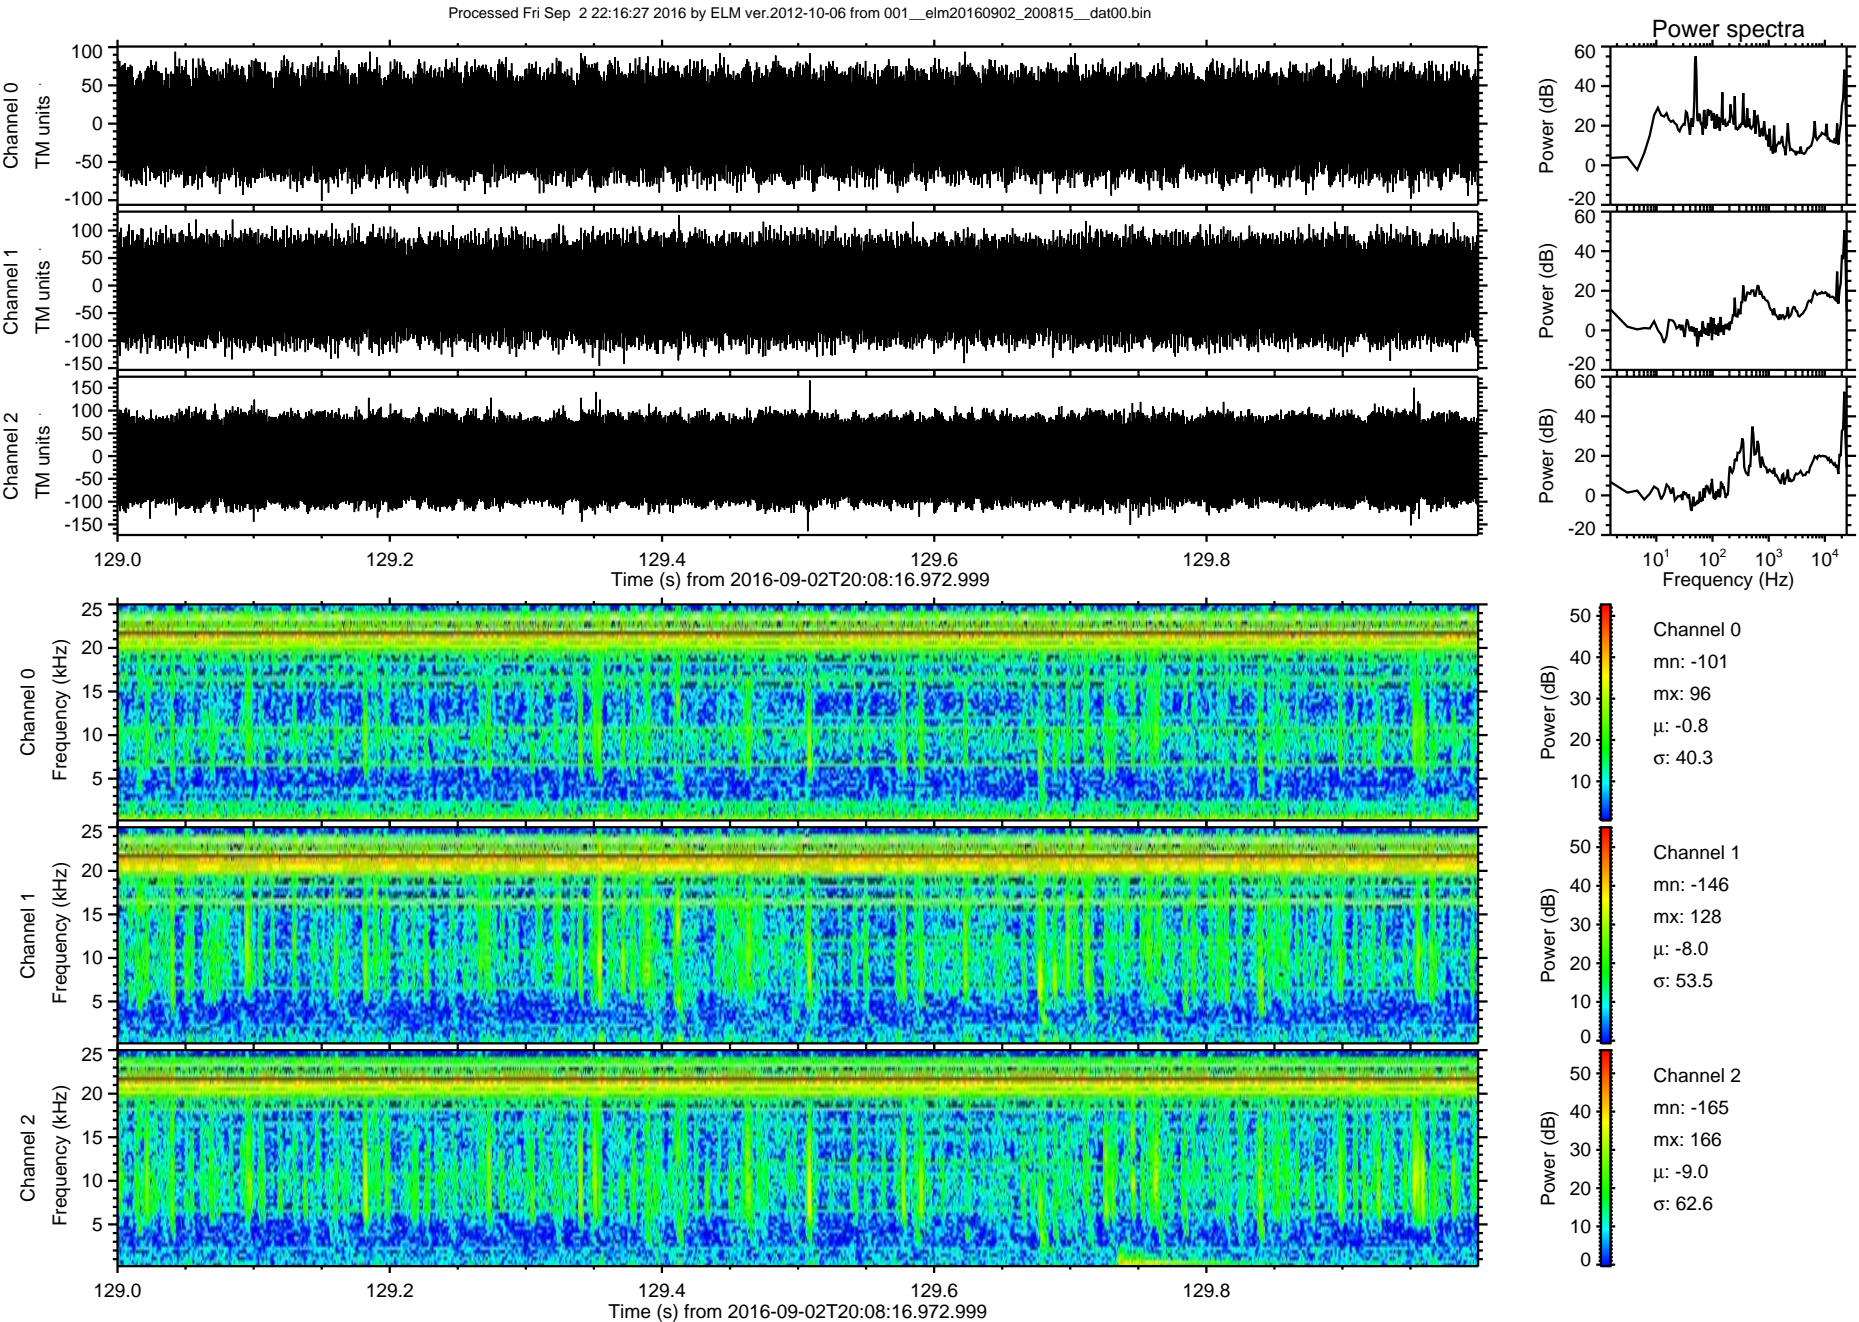 Processed Fri Sep  2 22:16:27 2016 by ELM ver.2012-10-06 from 001__elm20160902_200815__dat00.bin
Power spectra
Channel 0
TM units
100
50
0
-50
-100
Power (dB)
60
40
20
0
-20
Channel 1
TM units
100
50
0
-50
-100
-150
Power (dB)
60
40
20
0
-20
Channel 2
TM units
150
100
50
0
-50
-100
-150
Power (dB)
60
40
20
0
-20
129.0 129.2 129.4 129.6 129.8
Time (s) from 2016-09-02T20:08:16.972.999
10^1 10^2 10^3 10^4
Frequency (Hz)
Channel 0
Frequency (kHz)
25
20
15
10
5
Power (dB)
50
40
30
20
10
Channel 0
mn: -101
mx: 96
μ: -0.8
σ: 40.3
Channel 1
Frequency (kHz)
25
20
15
10
5
Power (dB)
50
40
30
20
10
0
Channel 1
mn: -146
mx: 128
μ: -8.0
σ: 53.5
Channel 2
Frequency (kHz)
25
20
15
10
5
Power (dB)
50
40
30
20
10
0
Channel 2
mn: -165
mx: 166
μ: -9.0
σ: 62.6
129.0 129.2 129.4 129.6 129.8
Time (s) from 2016-09-02T20:08:16.972.999